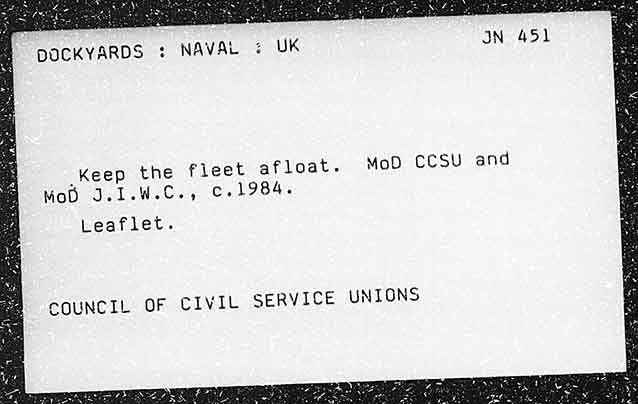 DOCKYARDS : NAVAL : UK JN 451
Keep the fleet afloat. MoD CCSU and
MoD J.I.W.C., c.1984.
Leaflet.
COUNCIL OF CIVIL SERVICE UNIONS